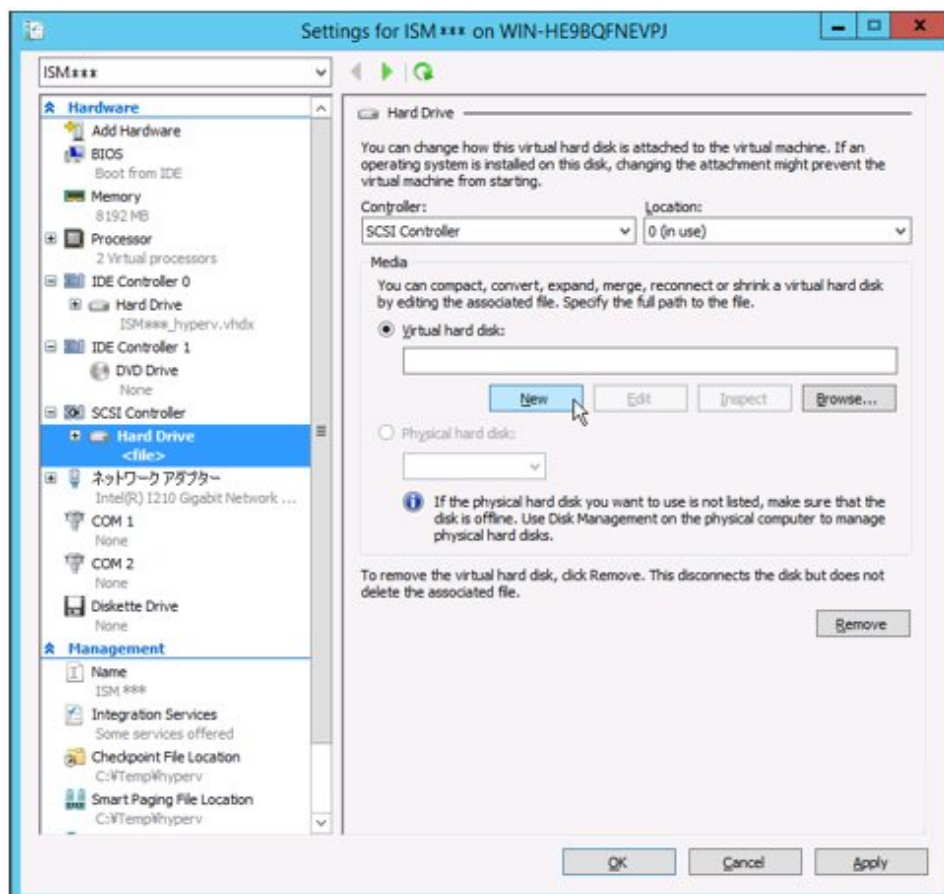 Settings for ISM*** on WIN-HE9BQFNEVPJ
ISM***
Hardware
Add Hardware
BIOS
Boot from IDE
Memory
8192 MB
Processor
2 Virtual processors
IDE Controller 0
Hard Drive
ISM***_hyperv.vhdx
IDE Controller 1
DVD Drive
None
SCSI Controller
Hard Drive
<file>
ネットワーク アダプター
Intel(R) I210 Gigabit Network ...
COM 1
None
COM 2
None
Diskette Drive
None
Management
Name
ISM ***
Integration Services
Some services offered
Checkpoint File Location
C:¥Temp¥hyperv
Smart Paging File Location
C:¥Temp¥hyperv
Hard Drive
You can change how this virtual hard disk is attached to the virtual machine. If an
operating system is installed on this disk, changing the attachment might prevent the
virtual machine from starting.
Controller:
Location:
SCSI Controller
0 (in use)
Media
You can compact, convert, expand, merge, reconnect or shrink a virtual hard disk
by editing the associated file. Specify the full path to the file.
Virtual hard disk:
New
Edit
Inspect
Browse...
Physical hard disk:
If the physical hard disk you want to use is not listed, make sure that the
disk is offline. Use Disk Management on the physical computer to manage
physical hard disks.
To remove the virtual hard disk, click Remove. This disconnects the disk but does not
delete the associated file.
Remove
OK
Cancel
Apply